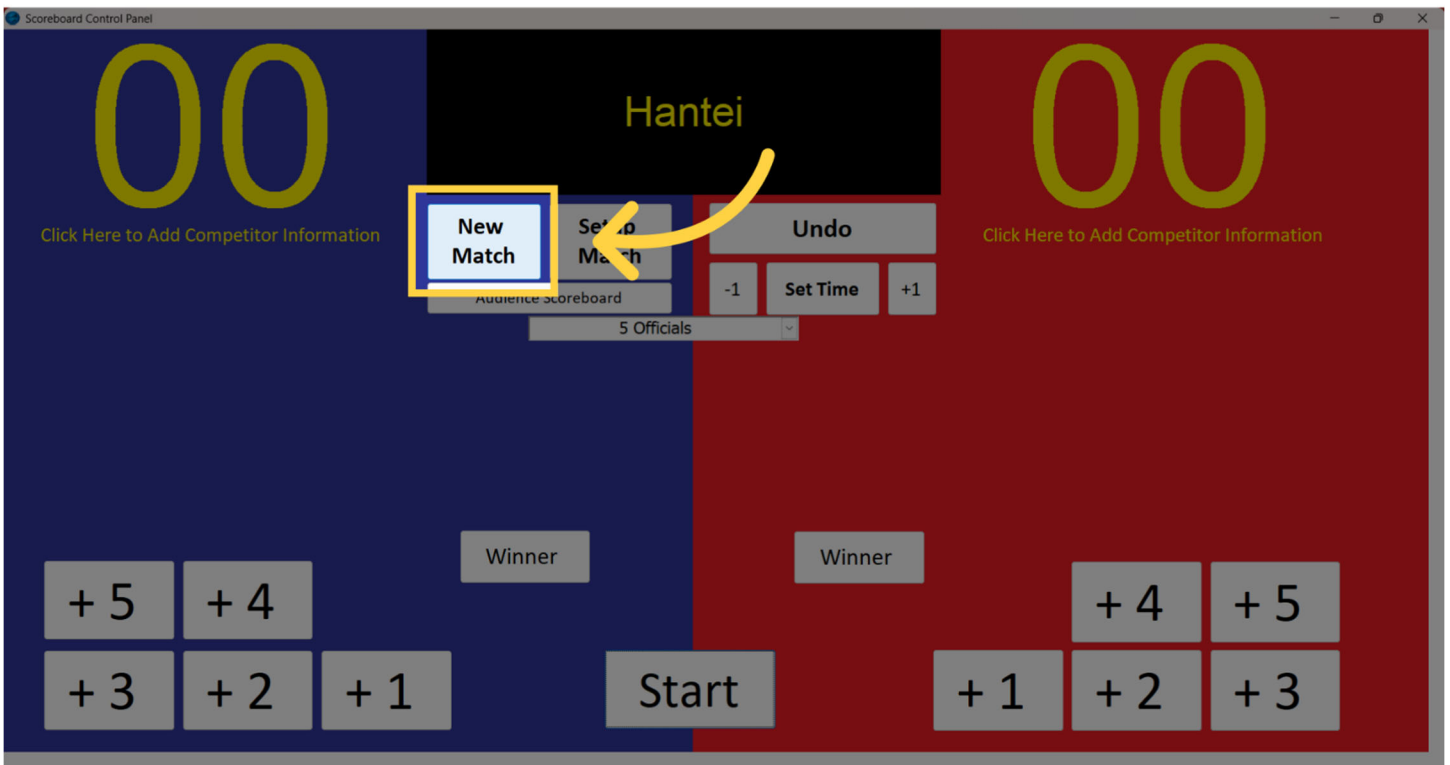 Scoreboard Control Panel
00
Hantei
00
Click Here to Add Competitor Information
New
Match
Setup
Match
Undo
Click Here to Add Competitor Information
-1
Set Time
+1
Audience Scoreboard
5 Officials
Winner
Winner
+ 5
+ 4
+ 4
+ 5
+ 3
+ 2
+ 1
Start
+ 1
+ 2
+ 3